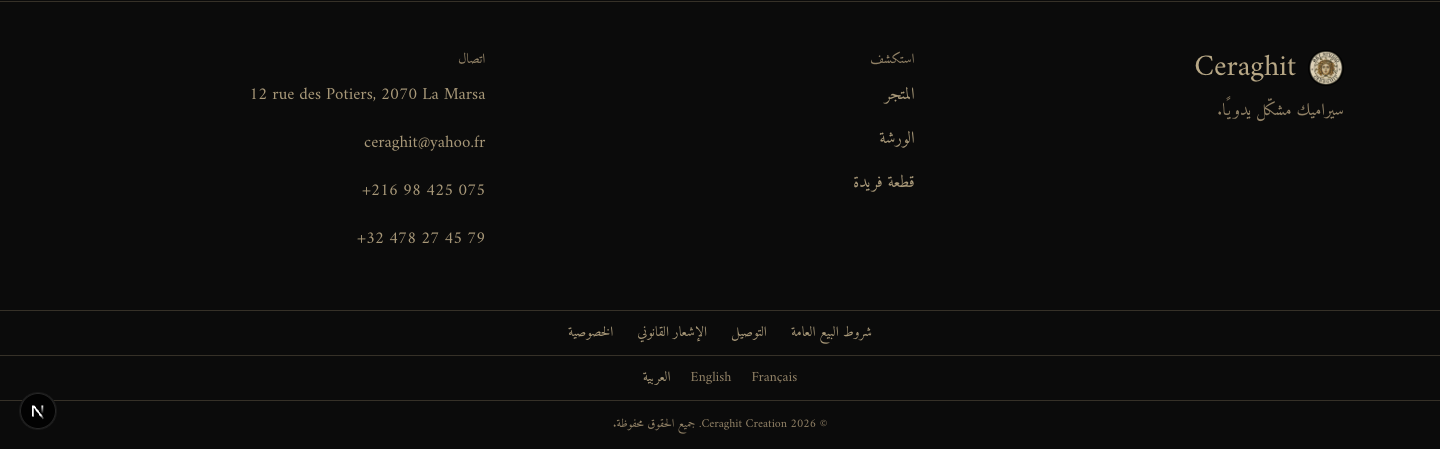 Ceraghit
سيراميك مشكّل يدويًا.
استكشف
المتجر
الورشة
قطعة فريدة
اتصال
12 rue des Potiers, 2070 La Marsa
ceraghit@yahoo.fr
+216 98 425 075
+32 478 27 45 79
شروط البيع العامة التوصيل الإشعار القانوني الخصوصية
Français English العربية
© 2026 Ceraghit Creation. جميع الحقوق محفوظة.
N